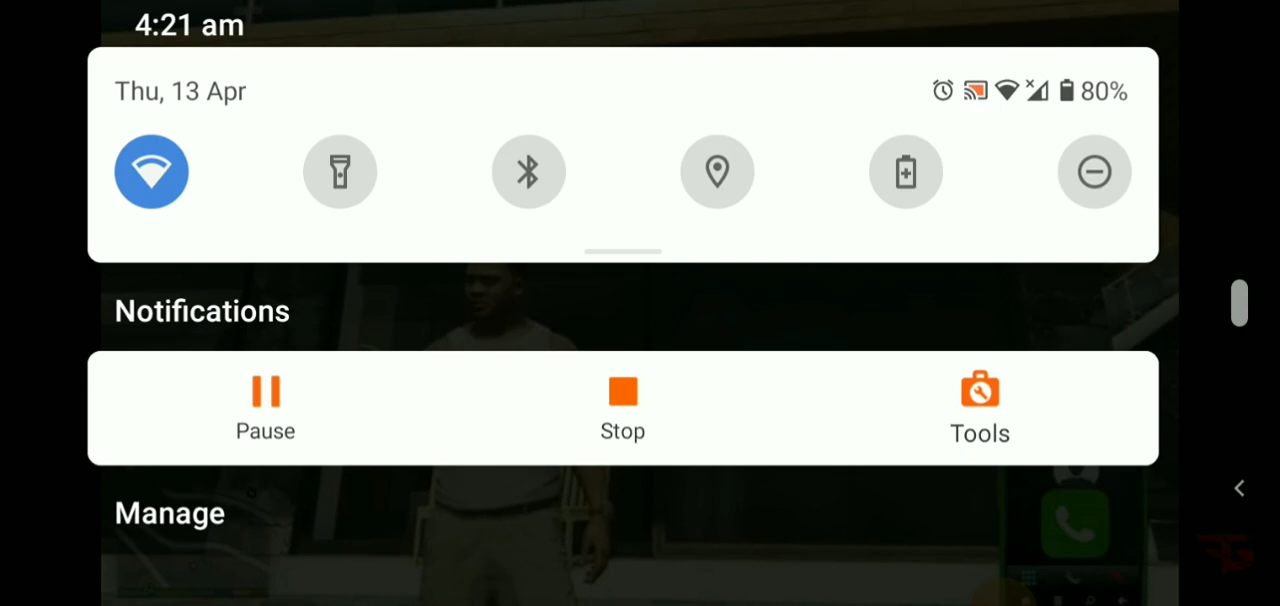 4:21 am
Thu, 13 Apr
80%
Notifications
Pause
Stop
Tools
Manage